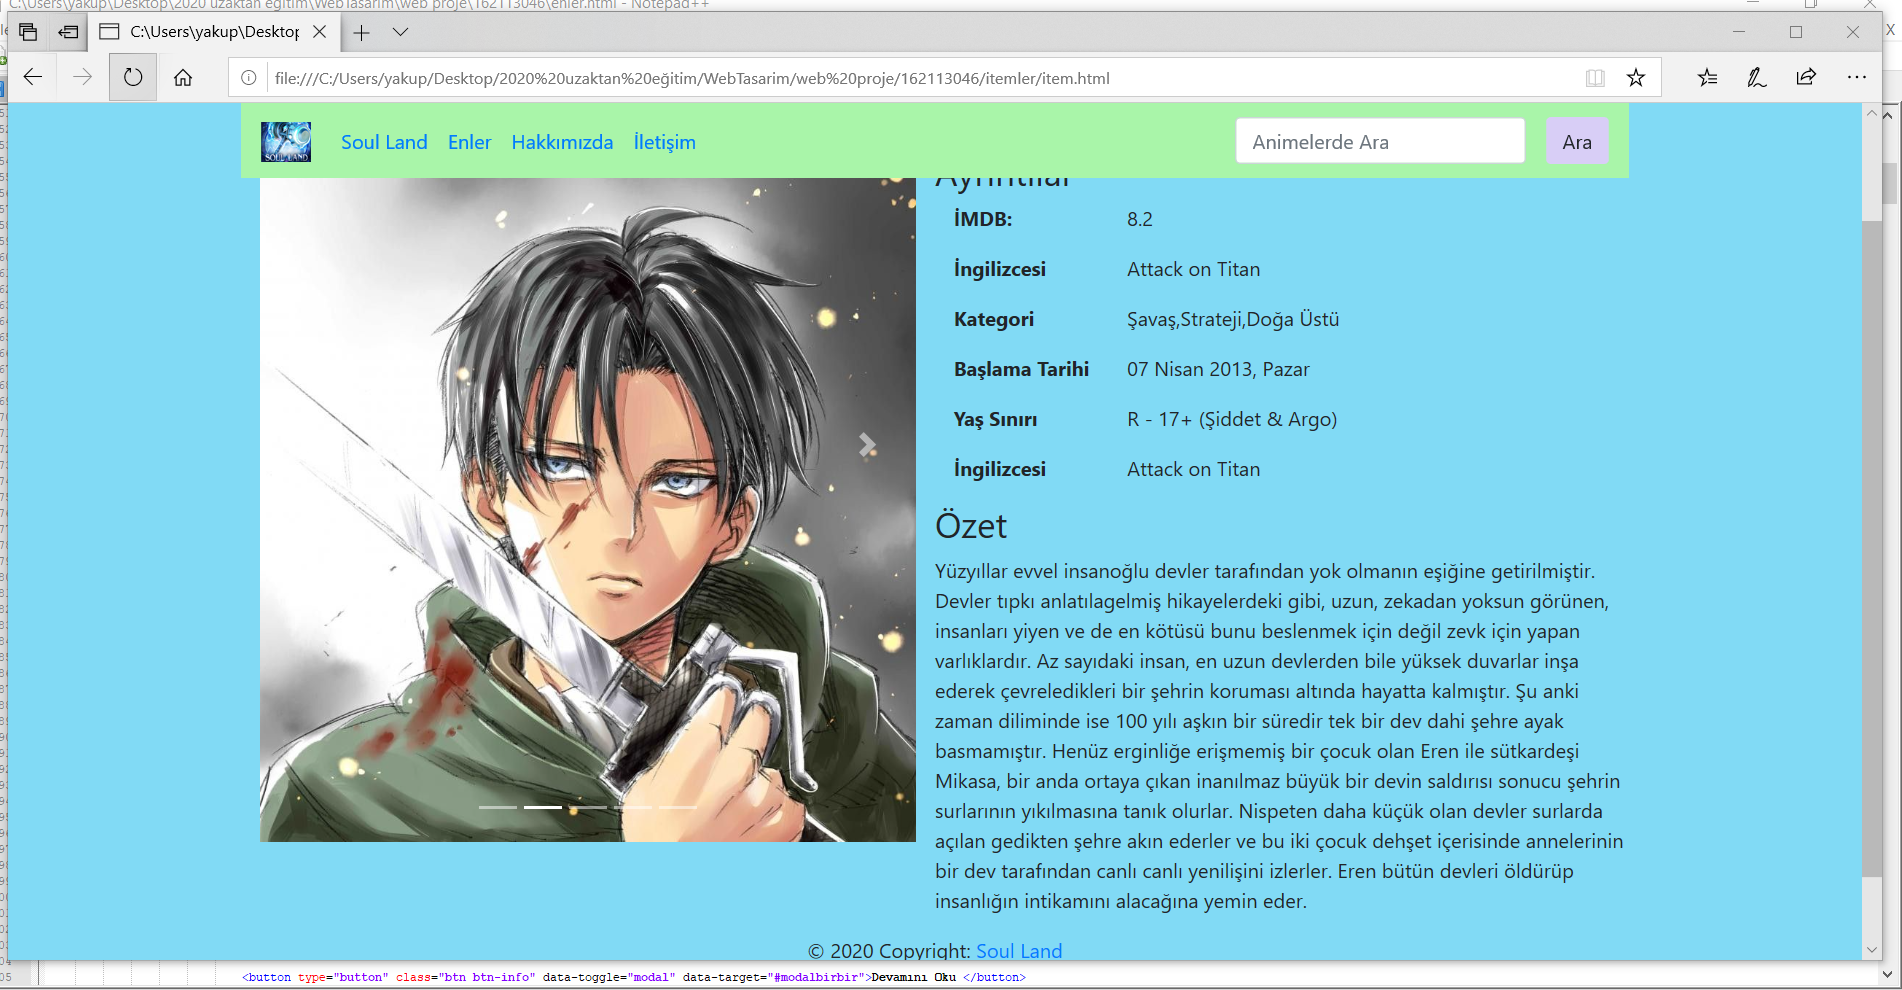 C:\Users\yakup\Desktop\2020 uzaktan eğitim\WebTasarim\web proje\162113046\enler.html - Notepad++
C:\Users\yakup\Desktop
file:///C:/Users/yakup/Desktop/2020%20uzaktan%20eğitim/WebTasarim/web%20proje/162113046/itemler/item.html
SOUL LAND
Soul Land Enler Hakkımızda İletişim Animelerde Ara Ara
Ayrıntılar
İMDB: 8.2
İngilizcesi Attack on Titan
Kategori Şavaş,Strateji,Doğa Üstü
Başlama Tarihi 07 Nisan 2013, Pazar
Yaş Sınırı R - 17+ (Şiddet & Argo)
İngilizcesi Attack on Titan
Özet
Yüzyıllar evvel insanoğlu devler tarafından yok olmanın eşiğine getirilmiştir.
Devler tıpkı anlatılagelmiş hikayelerdeki gibi, uzun, zekadan yoksun görünen,
insanları yiyen ve de en kötüsü bunu beslenmek için değil zevk için yapan
varlıklardır. Az sayıdaki insan, en uzun devlerden bile yüksek duvarlar inşa
ederek çevreledikleri bir şehrin koruması altında hayatta kalmıştır. Şu anki
zaman diliminde ise 100 yılı aşkın bir süredir tek bir dev dahi şehre ayak
basmamıştır. Henüz erginliğe erişmemiş bir çocuk olan Eren ile sütkardeşi
Mikasa, bir anda ortaya çıkan inanılmaz büyük bir devin saldırısı sonucu şehrin
surlarının yıkılmasına tanık olurlar. Nispeten daha küçük olan devler surlarda
açılan gedikten şehre akın ederler ve bu iki çocuk dehşet içerisinde annelerinin
bir dev tarafından canlı canlı yenilişini izlerler. Eren bütün devleri öldürüp
insanlığın intikamını alacağına yemin eder.
© 2020 Copyright: Soul Land
<button type="button" class="btn btn-info" data-toggle="modal" data-target="#modalbirbir">Devamını Oku </button>